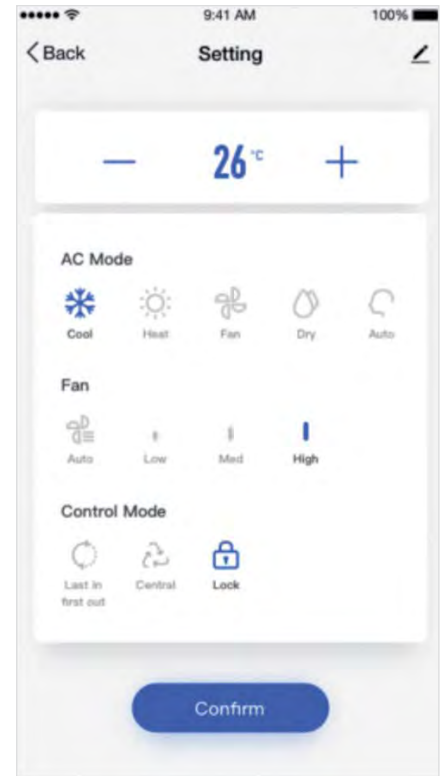 9:41 AM 100%
Back Setting
26 °C
AC Mode
Cool Heat Fan Dry Auto
Fan
Auto Low Med High
Control Mode
Last in Central Lock
first out
Confirm